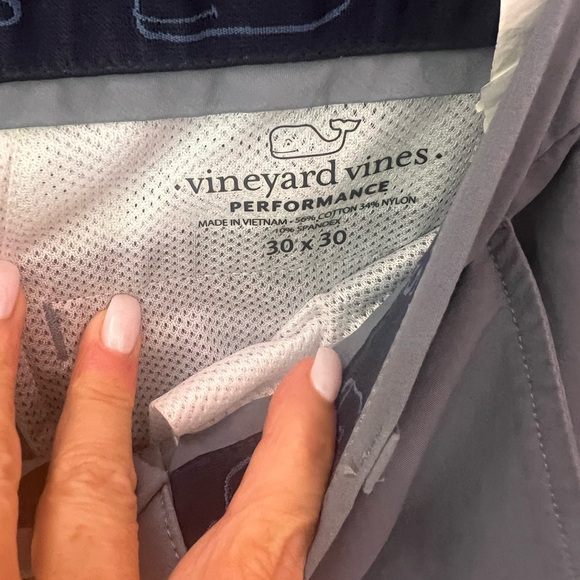 vineyard vines
PERFORMANCE
MADE IN VIETNAM - 56% COTTON 34% NYLON
10% SPANDEX
30 x 30